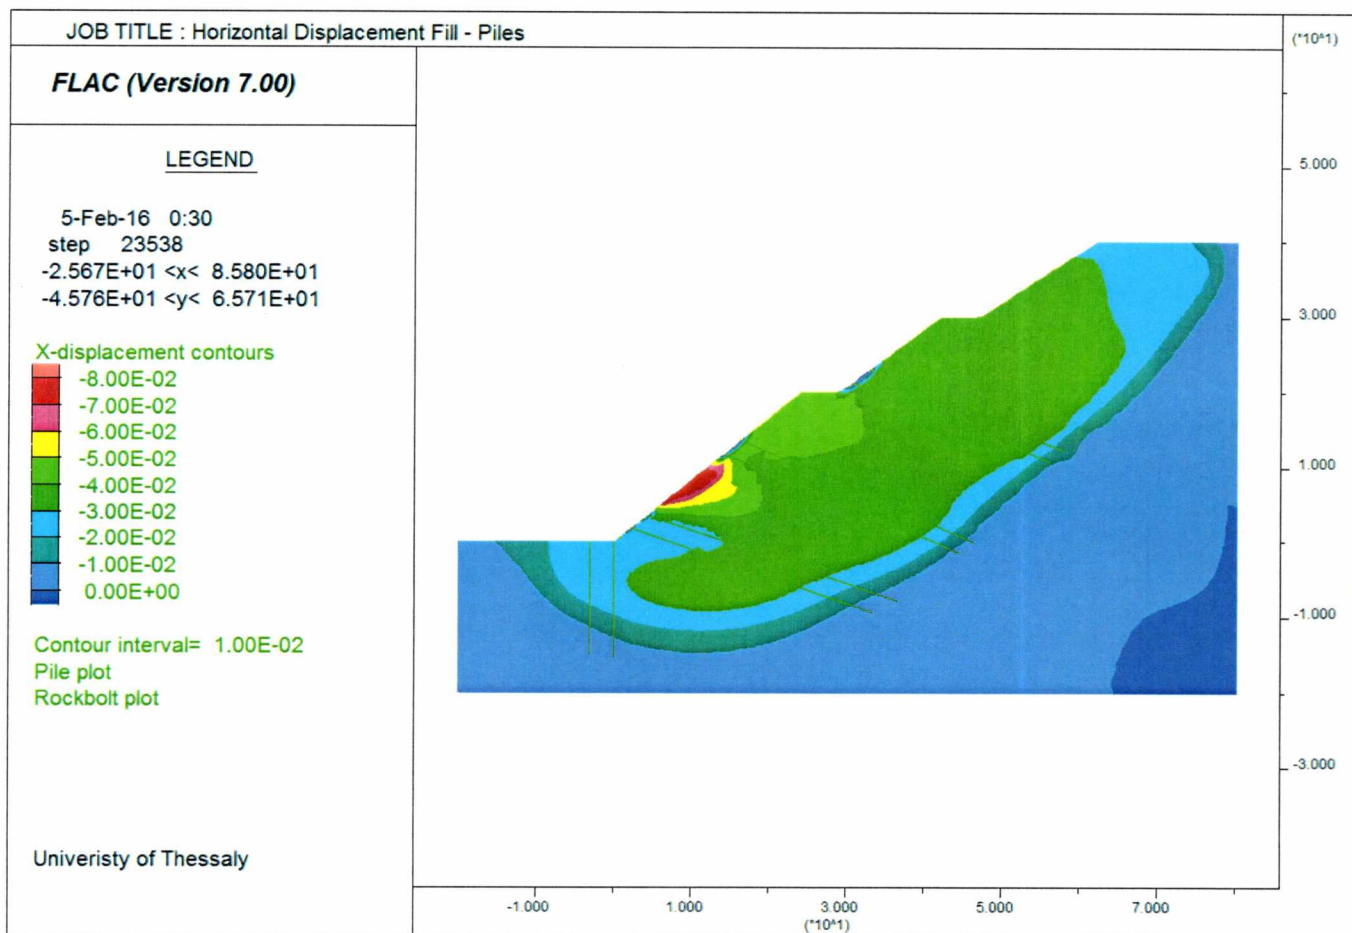 JOB TITLE : Horizontal Displacement Fill - Piles
FLAC (Version 7.00)
LEGEND
5-Feb-16 0:30
step 23538
-2.567E+01 <x< 8.580E+01
-4.576E+01 <y< 6.571E+01
X-displacement contours
-8.00E-02
-7.00E-02
-6.00E-02
-5.00E-02
-4.00E-02
-3.00E-02
-2.00E-02
-1.00E-02
0.00E+00
Contour interval= 1.00E-02
Pile plot
Rockbolt plot
Univeristy of Thessaly
(*10^1)
5.000
3.000
1.000
-1.000
-3.000
-1.000 1.000 3.000 5.000 7.000
(*10^1)